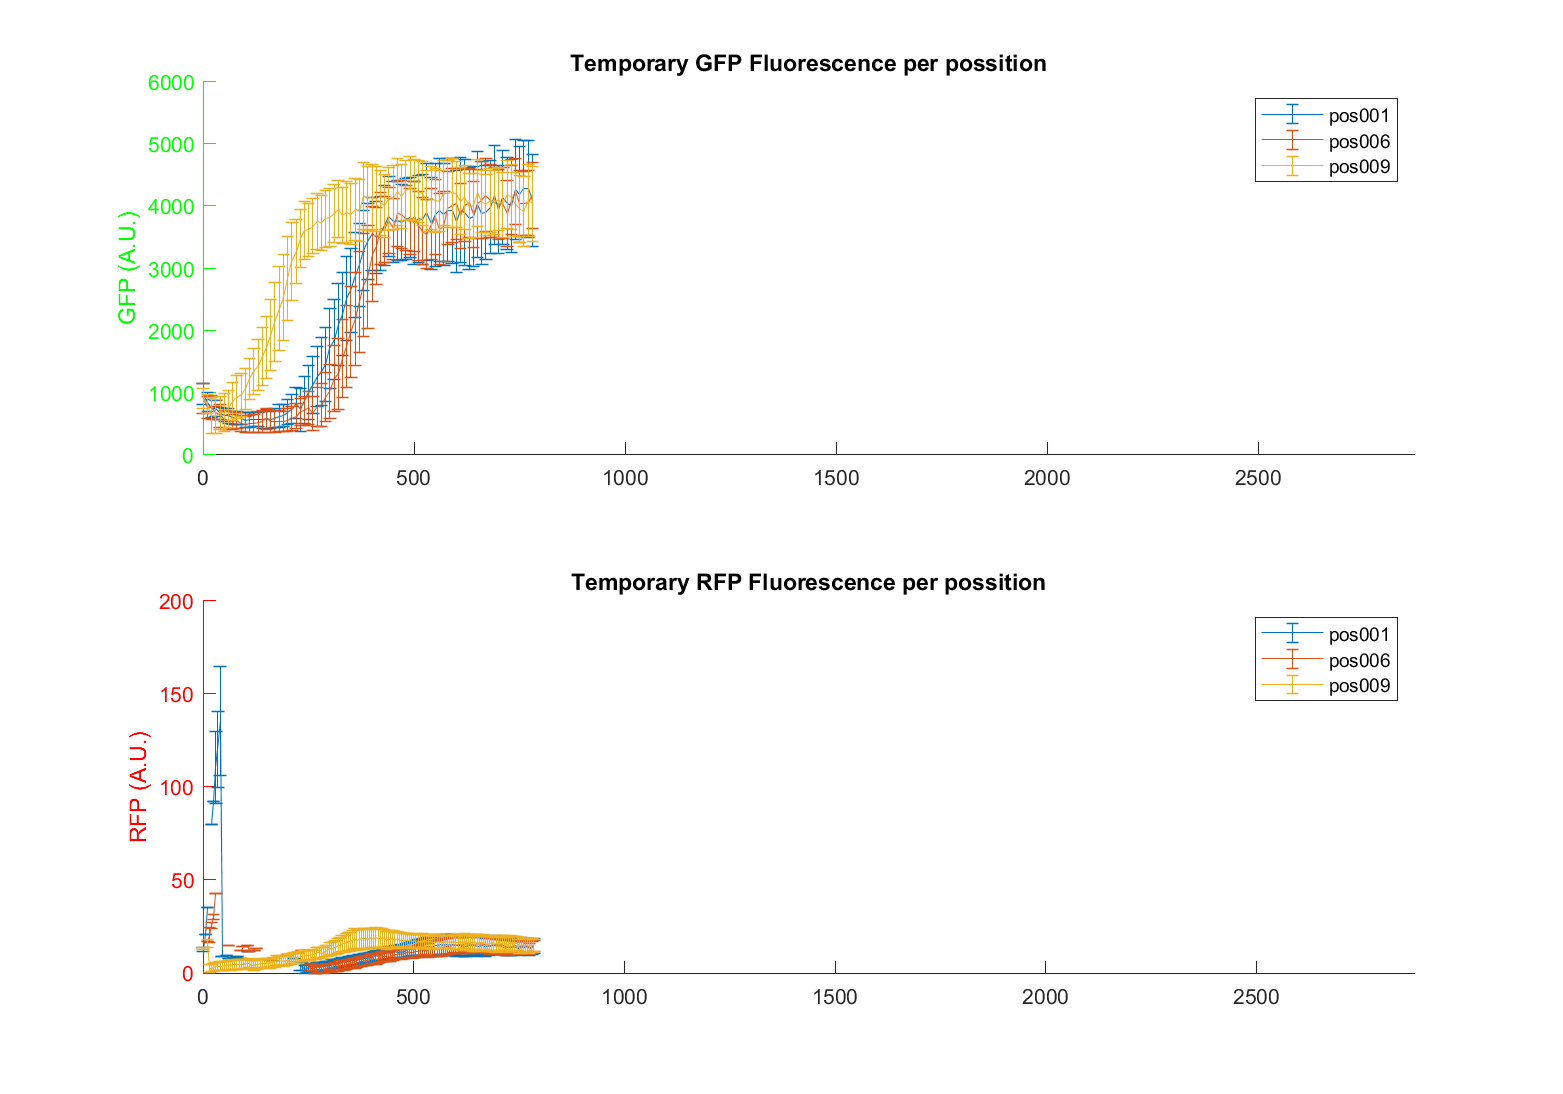 Temporary GFP Fluorescence per possition
6000
5000
4000
3000
2000
1000
0
GFP (A.U.)
0 500 1000 1500 2000 2500
pos001
pos006
pos009
Temporary RFP Fluorescence per possition
200
150
100
50
0
RFP (A.U.)
0 500 1000 1500 2000 2500
pos001
pos006
pos009